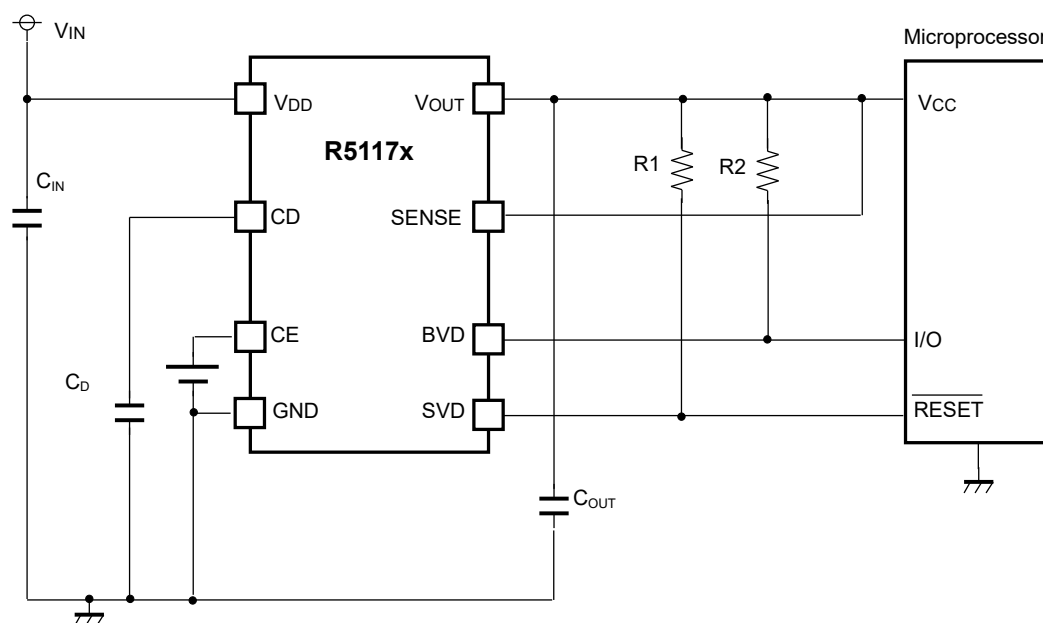 VIN
Microprocessor
VDD
VOUT
VCC
R5117x
R1
R2
CIN
CD
SENSE
CE
BVD
I/O
CD
GND
SVD
RESET
COUT